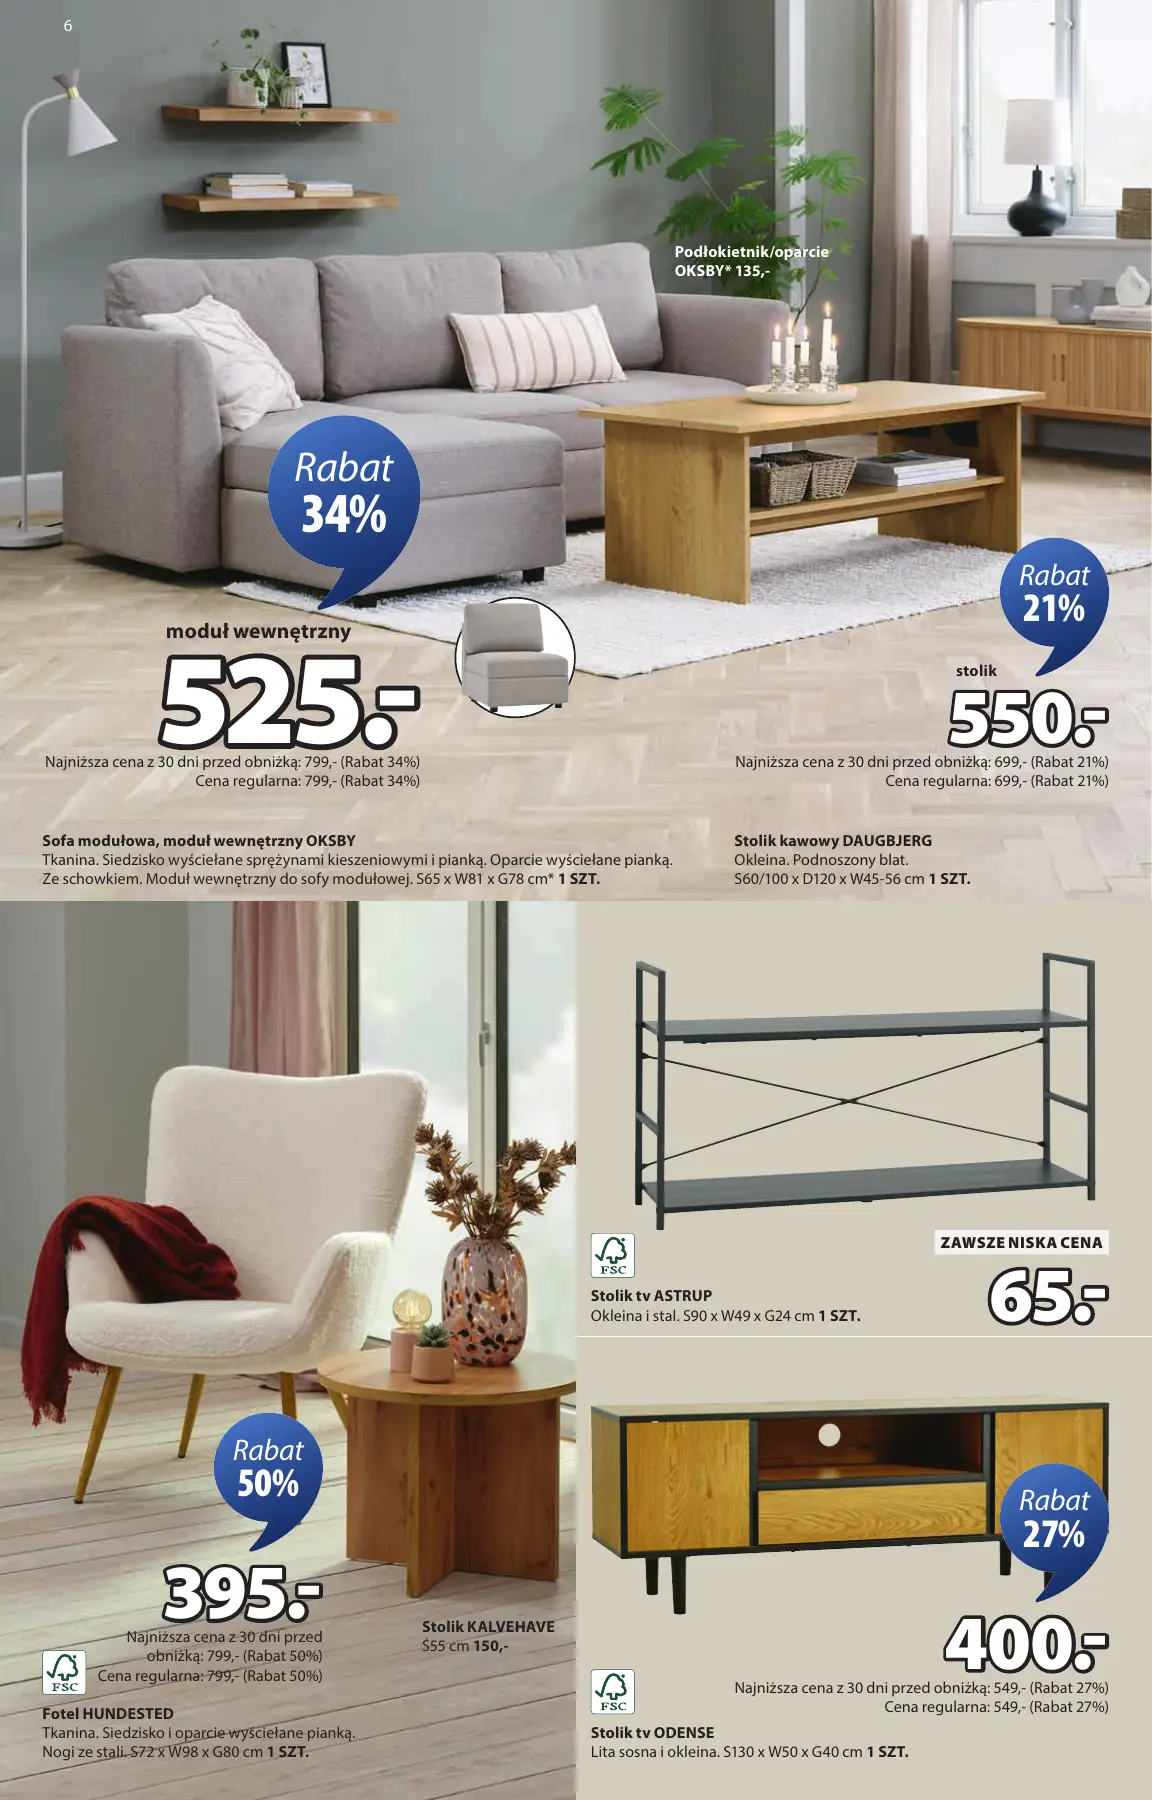 6
Podłokietnik/oparcie
OKSBY* 135,-
Rabat
34%
moduł wewnętrzny
525.-
Najniższa cena z 30 dni przed obniżką: 799,- (Rabat 34%)
Cena regularna: 799,- (Rabat 34%)
Sofa modułowa, moduł wewnętrzny OKSBY
Tkanina. Siedzisko wyściełane sprężynami kieszeniowymi i pianką. Oparcie wyściełane pianką.
Ze schowkiem. Moduł wewnętrzny do sofy modułowej. S65 x W81 x G78 cm* 1 SZT.
Rabat
21%
stolik
550.-
Najniższa cena z 30 dni przed obniżką: 699,- (Rabat 21%)
Cena regularna: 699,- (Rabat 21%)
Stolik kawowy DAUGBJERG
Okleina. Podnoszony blat.
S60/100 x D120 x W45-56 cm 1 SZT.
Rabat
50%
395.-
Najniższa cena z 30 dni przed
obniżką: 799,- (Rabat 50%)
Cena regularna: 799,- (Rabat 50%)
FSC
Fotel HUNDESTED
Tkanina. Siedzisko i oparcie wyściełane pianką.
Nogi ze stali. S72 x W98 x G80 cm 1 SZT.
Stolik KALVEHAVE
Ś55 cm 150,-
FSC
ZAWSZE NISKA CENA
65.-
Stolik tv ASTRUP
Okleina i stal. S90 x W49 x G24 cm 1 SZT.
Rabat
27%
400.-
Najniższa cena z 30 dni przed obniżką: 549,- (Rabat 27%)
Cena regularna: 549,- (Rabat 27%)
FSC
Stolik tv ODENSE
Lita sosna i okleina. S130 x W50 x G40 cm 1 SZT.